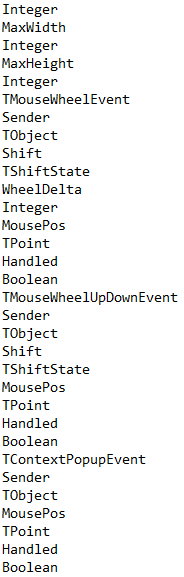 Integer
MaxWidth
Integer
MaxHeight
Integer
TMouseWheelEvent
Sender
TObject
Shift
TShiftState
WheelDelta
Integer
MousePos
TPoint
Handled
Boolean
TMouseWheelUpDownEvent
Sender
TObject
Shift
TShiftState
MousePos
TPoint
Handled
Boolean
TContextPopupEvent
Sender
TObject
MousePos
TPoint
Handled
Boolean